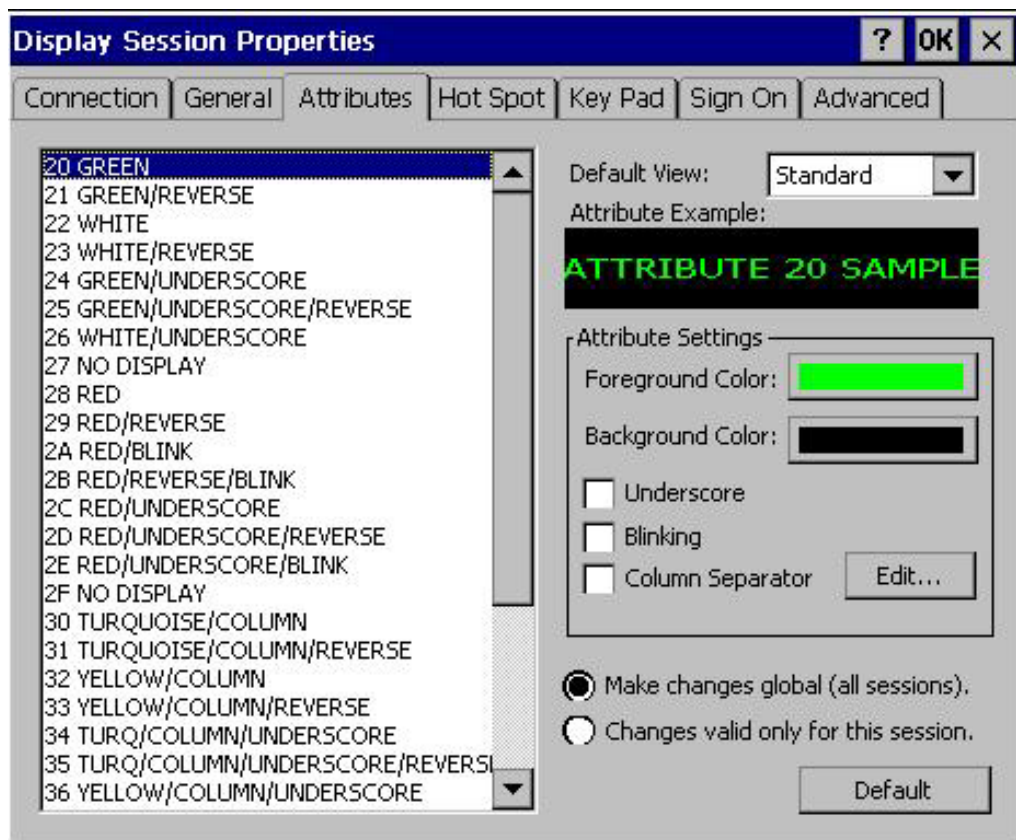 Display Session Properties ? OK ×
Connection General Attributes Hot Spot Key Pad Sign On Advanced
20 GREEN
21 GREEN/REVERSE
22 WHITE
23 WHITE/REVERSE
24 GREEN/UNDERSCORE
25 GREEN/UNDERSCORE/REVERSE
26 WHITE/UNDERSCORE
27 NO DISPLAY
28 RED
29 RED/REVERSE
2A RED/BLINK
2B RED/REVERSE/BLINK
2C RED/UNDERSCORE
2D RED/UNDERSCORE/REVERSE
2E RED/UNDERSCORE/BLINK
2F NO DISPLAY
30 TURQUOISE/COLUMN
31 TURQUOISE/COLUMN/REVERSE
32 YELLOW/COLUMN
33 YELLOW/COLUMN/REVERSE
34 TURQ/COLUMN/UNDERSCORE
35 TURQ/COLUMN/UNDERSCORE/REVERS
36 YELLOW/COLUMN/UNDERSCORE
Default View: Standard
Attribute Example:
ATTRIBUTE 20 SAMPLE
Attribute Settings
Foreground Color:
Background Color:
Underscore
Blinking
Column Separator Edit...
Make changes global (all sessions).
Changes valid only for this session.
Default